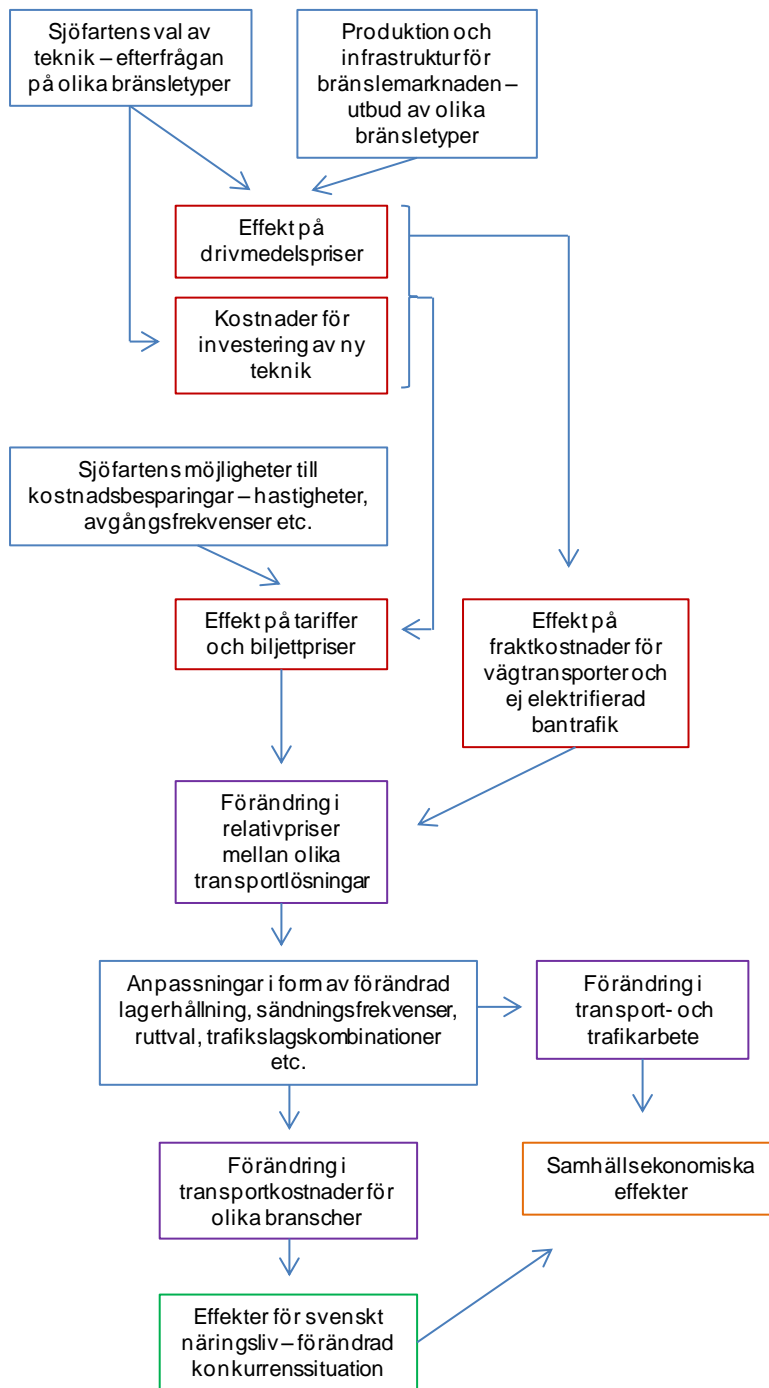 Sjöfartens val av
teknik – efterfrågan
på olika bränsletyper
Produktion och
infrastruktur för
bränslemarknaden –
utbud av olika
bränsletyper
Effekt på
drivmedelspriser
Kostnader för
investering av ny
teknik
Sjöfartens möjligheter till
kostnadsbesparingar – hastigheter,
avgångsfrekvenser etc.
Effekt på tariffer
och biljettpriser
Effekt på
fraktkostnader för
vägtransporter och
ej elektrifierad
bantrafik
Förändring i
relativpriser
mellan olika
transportlösningar
Anpassningar i form av förändrad
lagerhållning, sändningsfrekvenser,
ruttval, trafikslagskombinationer
etc.
Förändring i
transport- och
trafikarbete
Förändring i
transportkostnader för
olika branscher
Samhällsekonomiska
effekter
Effekter för svenskt
näringsliv – förändrad
konkurrenssituation